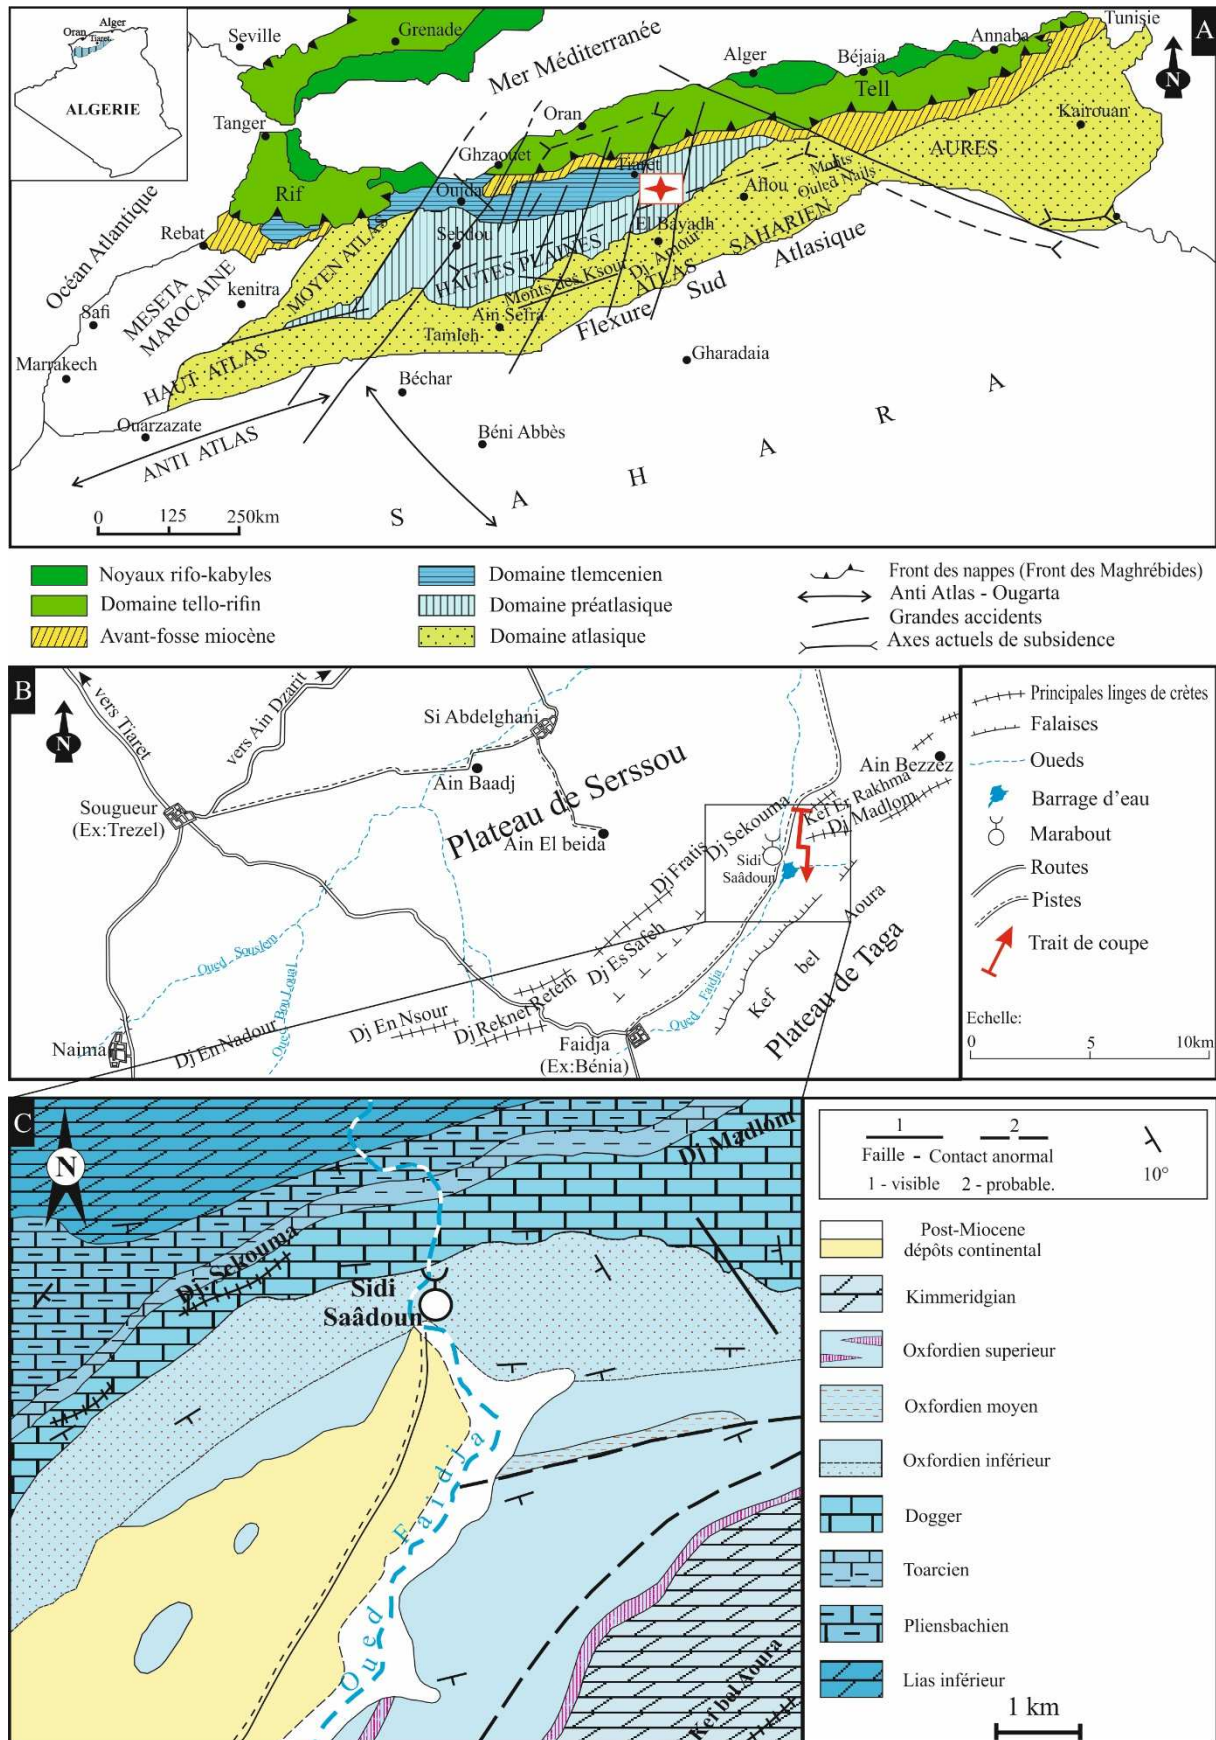 A
Alger
Oran
Tiaret
ALGERIE
Seville
Grenade
Mer Méditerranée
Alger
Béjaia
Annaba
Tunisie
N
Tell
Kairouan
Tanger
Oran
Ghzaouet
Tiaret
AURES
Océan Atlantique
Rif
Oujda
Monts
Ouled Nails
Aflou
Rebat
MOYEN ATLAS
Sebdou
HAUTES PLAINES
El Bayadh
Dj- Amour
ATLAS SAHARIEN
MESETA
MAROCAINE
kenitra
Monts des Ksour
Safi
Ain Sefra
Tamleh
Flexure Sud Atlasique
Marrakech
HAUT ATLAS
Gharadaia
Béchar
Ouarzazate
ANTI ATLAS
Béni Abbès
S A H A R A
0 125 250km
Noyaux rifo-kabyles
Domaine tello-rifin
Avant-fosse miocène
Domaine tlemcenien
Domaine préatlasique
Domaine atlasique
Front des nappes (Front des Maghrébides)
Anti Atlas - Ougarta
Grandes accidents
Axes actuels de subsidence
B
N
vers Tiaret
vers Ain Dzarit
Si Abdelghani
Ain Baadj
Sougueur
(Ex:Trezel)
Plateau de Serssou
Ain El beida
Ain Bezzez
Kef Er Rakhma
Dj Madlom
Dj Sekouma
Sidi
Saâdoun
Dj Fratis
Dj Es Safeh
Aoura
bel
Kef
Plateau de Taga
Oued Souslem
Oued Bou Loual
Oued Faidja
Dj Reknet Retem
Dj En Nsour
Dj En Nadour
Naima
Faidja
(Ex:Bénia)
Principales linges de crètes
Falaises
Oueds
Barrage d’eau
Marabout
Routes
Pistes
Trait de coupe
Echelle:
0 5 10km
C
N
Dj Madlom
Dj. Sekouma
Sidi
Saâdoun
Oued Faidja
Kef bel Aoura
1 2
Faille - Contact anormal
1 - visible 2 - probable.
10°
Post-Miocene
dépôts continental
Kimmeridgian
Oxfordien superieur
Oxfordien moyen
Oxfordien inférieur
Dogger
Toarcien
Pliensbachien
Lias inférieur
1 km